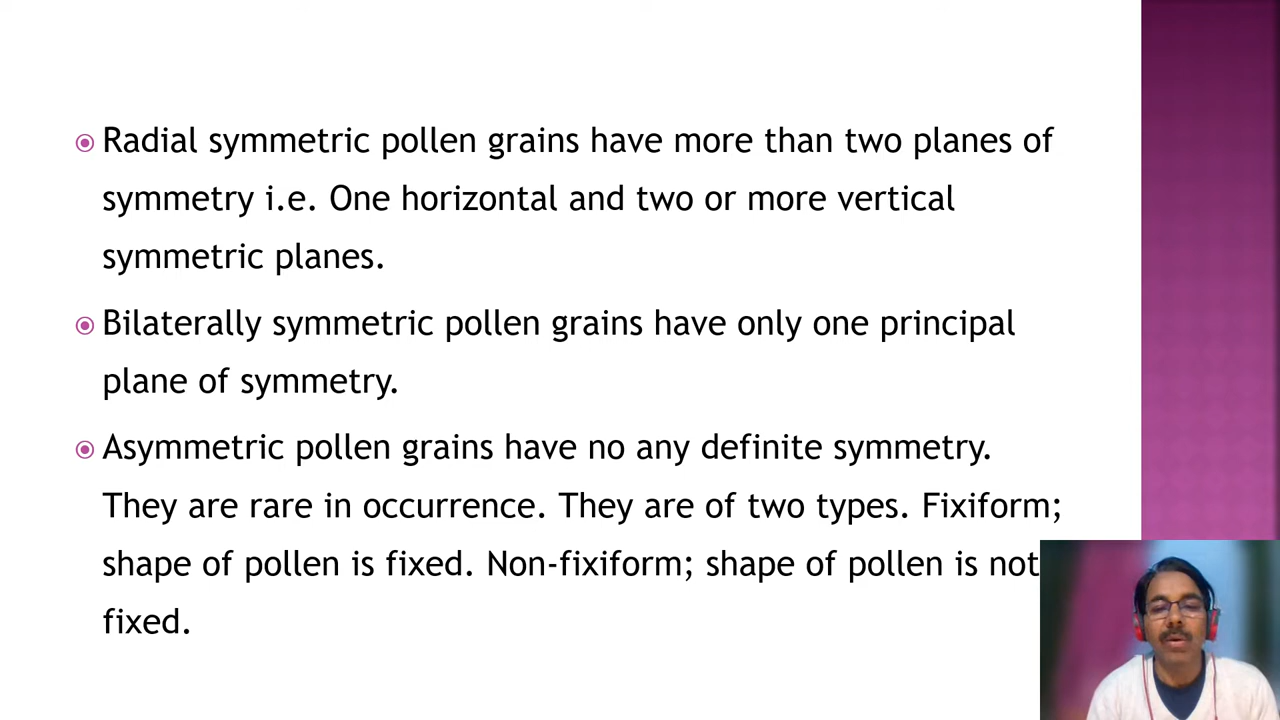 Radial symmetric pollen grains have more than two planes of
symmetry i.e. One horizontal and two or more vertical
symmetric planes.
Bilaterally symmetric pollen grains have only one principal
plane of symmetry.
Asymmetric pollen grains have no any definite symmetry.
They are rare in occurrence. They are of two types. Fixiform;
shape of pollen is fixed. Non-fixiform; shape of pollen is not
fixed.